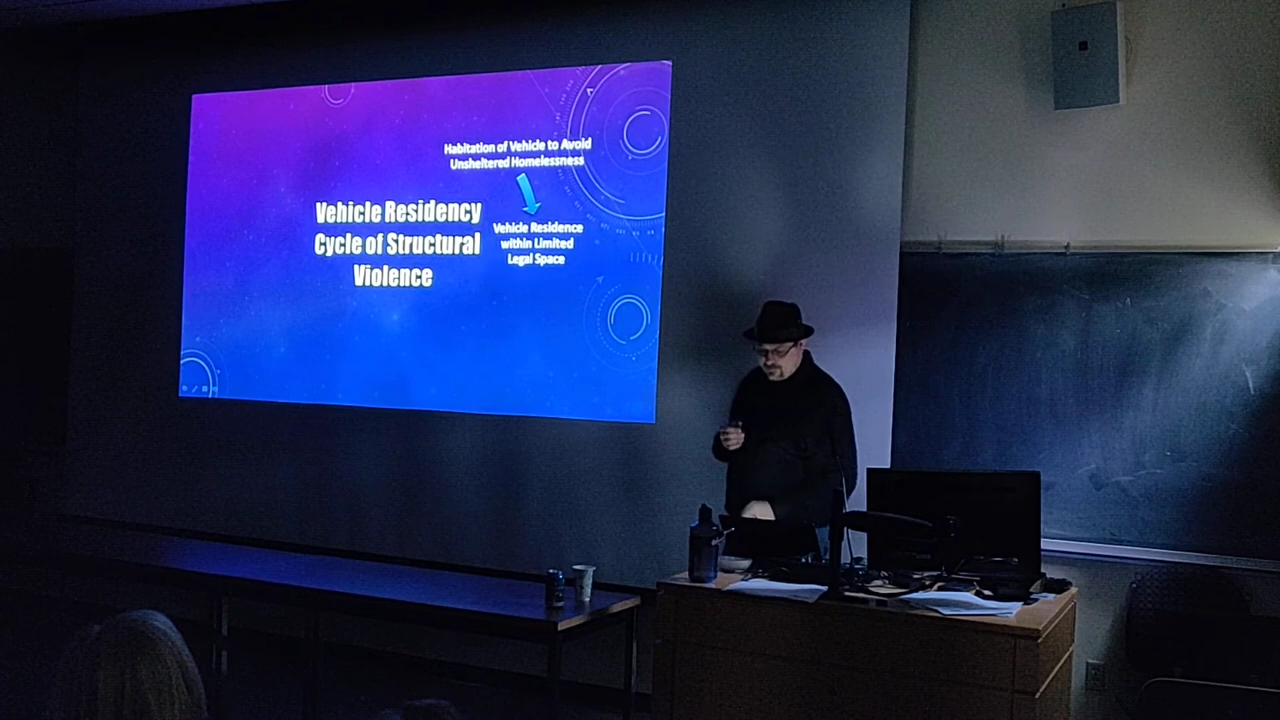 Habitation of Vehicle to Avoid
Unsheltered Homelessness
Vehicle Residency
Cycle of Structural
Violence
Vehicle Residence
within Limited
Legal Space